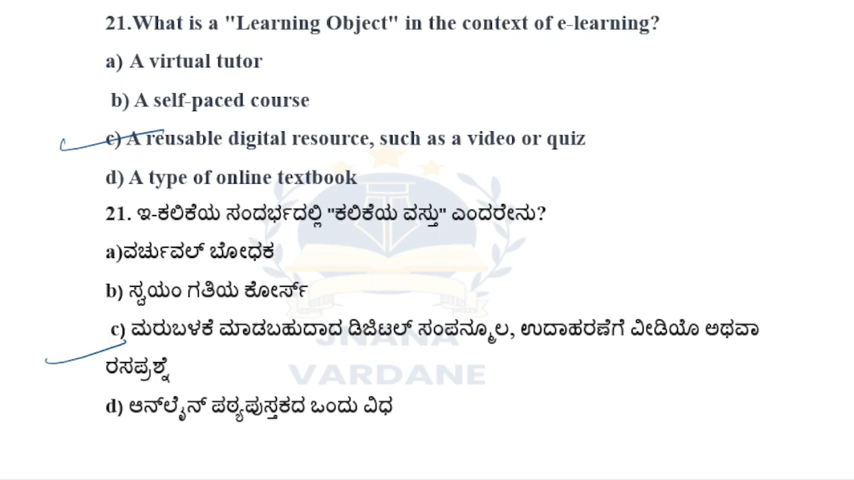 21.What is a "Learning Object" in the context of e-learning?
a) A virtual tutor
b) A self-paced course
c) A reusable digital resource, such as a video or quiz
d) A type of online textbook
21. ಇ-ಕಲಿಕೆಯ ಸಂದರ್ಭದಲ್ಲಿ "ಕಲಿಕೆಯ ವಸ್ತು" ಎಂದರೇನು?
a)ವರ್ಚುವಲ್ ಬೋಧಕ
b) ಸ್ವಯಂ ಗತಿಯ ಕೋರ್ಸ್
c) ಮರುಬಳಕೆ ಮಾಡಬಹುದಾದ ಡಿಜಿಟಲ್ ಸಂಪನ್ಮೂಲ, ಉದಾಹರಣೆಗೆ ವೀಡಿಯೊ ಅಥವಾ
JNANA
ರಸಪ್ರಶ್ನೆ
VARDANE
d) ಆನ್‌ಲೈನ್ ಪಠ್ಯಪುಸ್ತಕದ ಒಂದು ವಿಧ